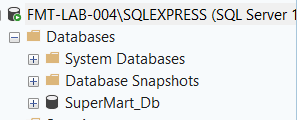 FMT-LAB-004\SQLEXPRESS (SQL Server 1
Databases
System Databases
Database Snapshots
SuperMart_Db